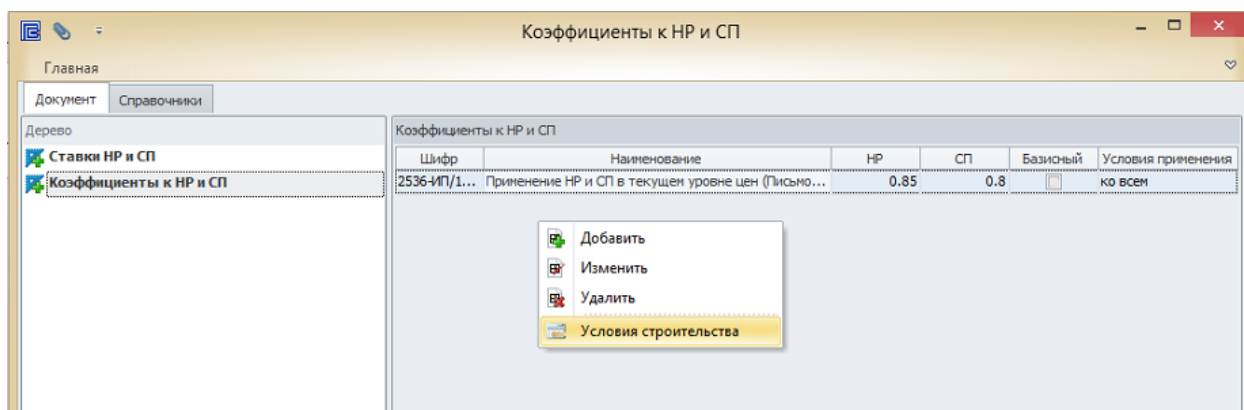 Коэффициенты к НР и СП
Главная
Документ Справочники
Дерево
Ставки НР и СП
Коэффициенты к НР и СП
Коэффициенты к НР и СП
Шифр Наименование НР СП Базисный Условия применения
2536-ИП/1... Применение НР и СП в текущем уровне цен (Письмо... 0.85 0.8 ко всем
Добавить
Изменить
Удалить
Условия строительства